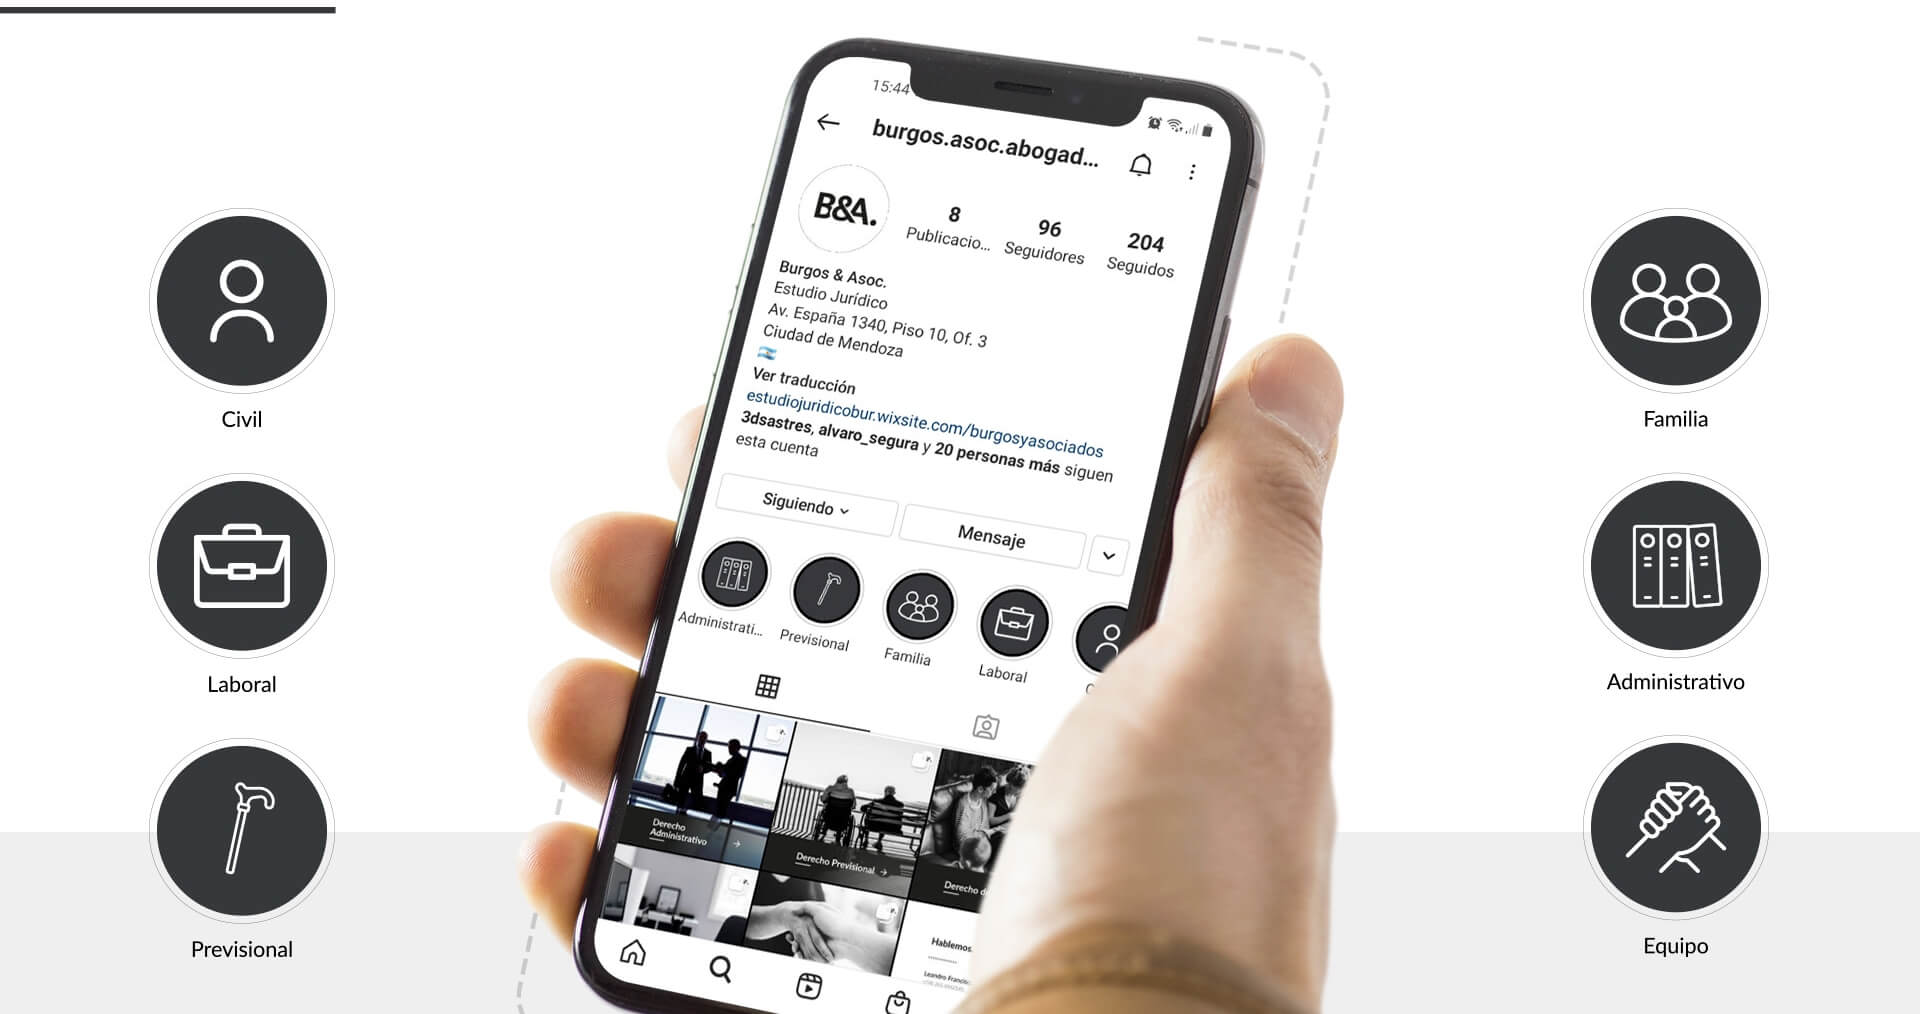 15:44
burgos.asoc.abogad...
B&A.
8
Publicacio...
96
Seguidores
204
Seguidos
Burgos & Asoc.
Estudio Jurídico
Av. España 1340, Piso 10, Of. 3
Ciudad de Mendoza
Ver traducción
estudiojuridicobur.wixsite.com/burgosyasociados
3dsastres, alvaro_segura y 20 personas más siguen
esta cuenta
Siguiendo
Mensaje
Administrati...
Previsional
Familia
Laboral
Derecho
Administrativo
Derecho Previsional
Derecho d
Hablemos.
Leandro Francis
Civil
Laboral
Previsional
Familia
Administrativo
Equipo